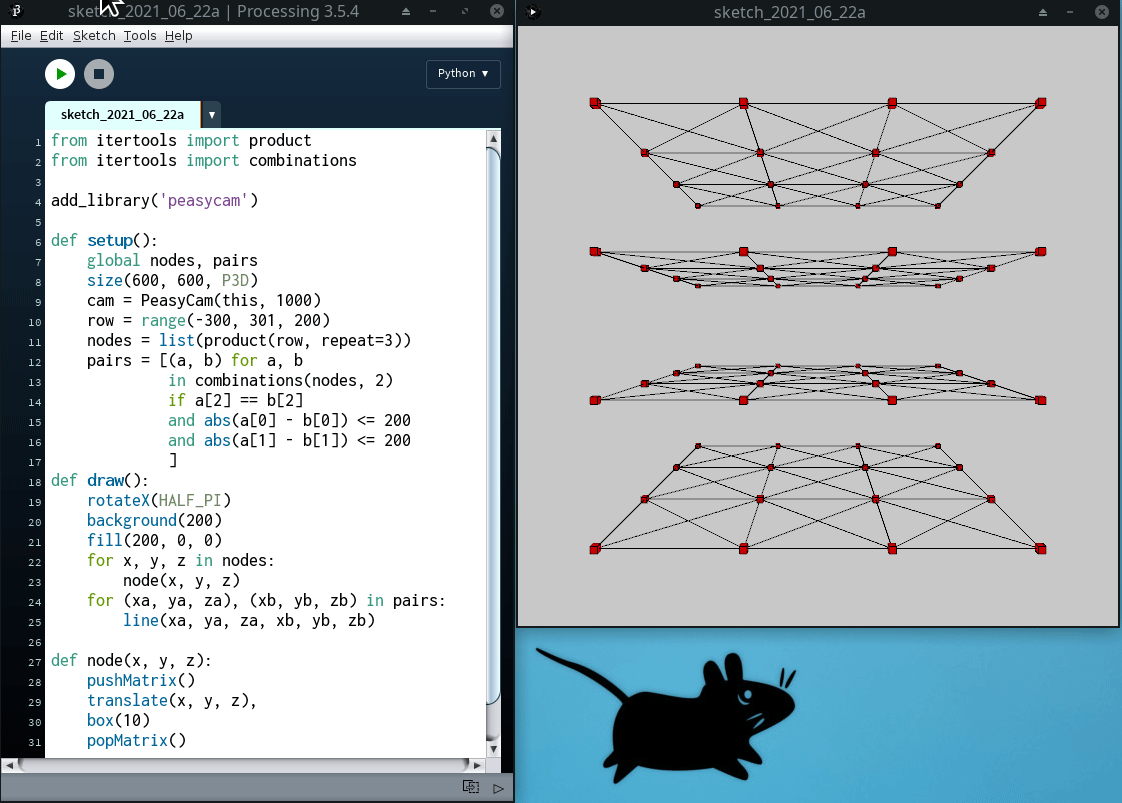 sketch_2021_06_22a | Processing 3.5.4
File Edit Sketch Tools Help
Python ▼
sketch_2021_06_22a ▼
1 from itertools import product
2 from itertools import combinations
3
4 add_library('peasycam')
5
6 def setup():
7     global nodes, pairs
8     size(600, 600, P3D)
9     cam = PeasyCam(this, 1000)
10     row = range(-300, 301, 200)
11     nodes = list(product(row, repeat=3))
12     pairs = [(a, b) for a, b
13              in combinations(nodes, 2)
14              if a[2] == b[2]
15              and abs(a[0] - b[0]) <= 200
16              and abs(a[1] - b[1]) <= 200
17              ]
18 def draw():
19     rotateX(HALF_PI)
20     background(200)
21     fill(200, 0, 0)
22     for x, y, z in nodes:
23         node(x, y, z)
24     for (xa, ya, za), (xb, yb, zb) in pairs:
25         line(xa, ya, za, xb, yb, zb)
26
27 def node(x, y, z):
28     pushMatrix()
29     translate(x, y, z),
30     box(10)
31     popMatrix()
sketch_2021_06_22a